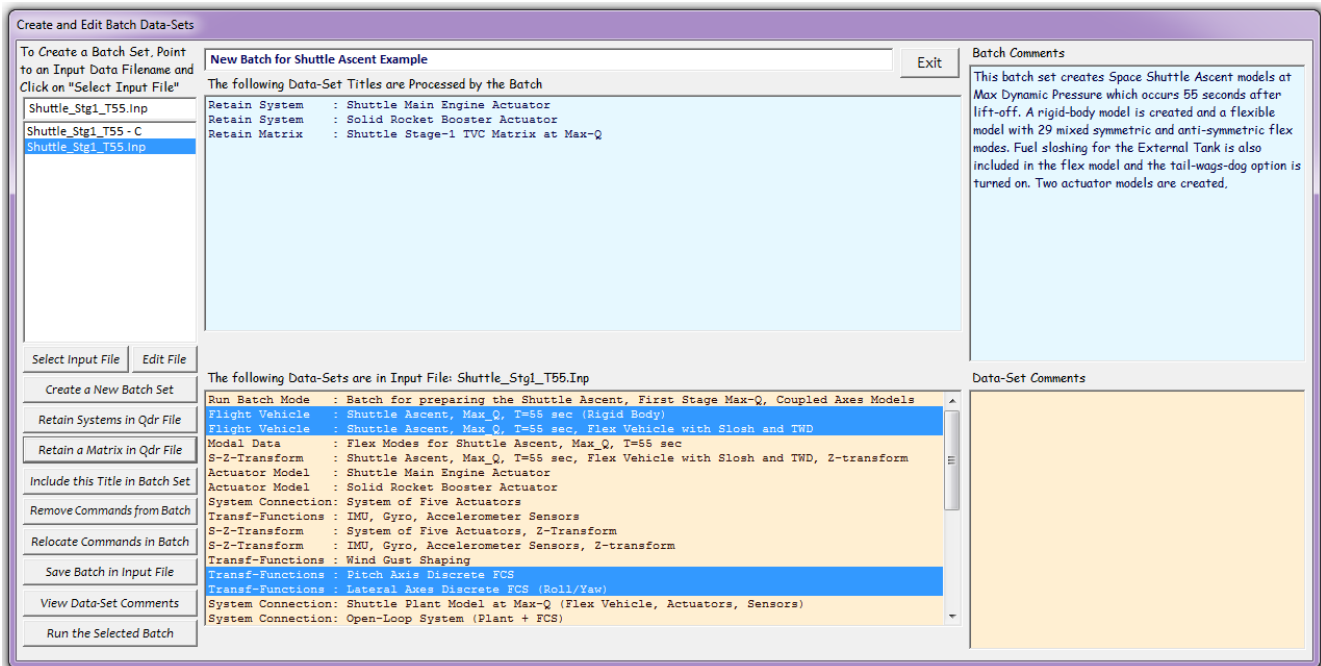 Create and Edit Batch Data-Sets
To Create a Batch Set, Point
to an Input Data Filename and
Click on "Select Input File"
Shuttle_Stg1_T55.Inp
Shuttle_Stg1_T55 - C
Shuttle_Stg1_T55.Inp
Select Input File
Edit File
Create a New Batch Set
Retain Systems in Qdr File
Retain a Matrix in Qdr File
Include this Title in Batch Set
Remove Commands from Batch
Relocate Commands in Batch
Save Batch in Input File
View Data-Set Comments
Run the Selected Batch
New Batch for Shuttle Ascent Example
Exit
The following Data-Set Titles are Processed by the Batch
Retain System : Shuttle Main Engine Actuator
Retain System : Solid Rocket Booster Actuator
Retain Matrix : Shuttle Stage-1 TVC Matrix at Max-Q
The following Data-Sets are in Input File: Shuttle_Stg1_T55.Inp
Run Batch Mode : Batch for preparing the Shuttle Ascent, First Stage Max-Q, Coupled Axes Models
Flight Vehicle : Shuttle Ascent, Max_Q, T=55 sec (Rigid Body)
Flight Vehicle : Shuttle Ascent, Max_Q, T=55 sec, Flex Vehicle with Slosh and TWD
Modal Data : Flex Modes for Shuttle Ascent, Max_Q, T=55 sec
S-Z-Transform : Shuttle Ascent, Max_Q, T=55 sec, Flex Vehicle with Slosh and TWD, Z-transform
Actuator Model : Shuttle Main Engine Actuator
Actuator Model : Solid Rocket Booster Actuator
System Connection: System of Five Actuators
Transf-Functions : IMU, Gyro, Accelerometer Sensors
S-Z-Transform : System of Five Actuators, Z-Transform
S-Z-Transform : IMU, Gyro, Accelerometer Sensors, Z-transform
Transf-Functions : Wind Gust Shaping
Transf-Functions : Pitch Axis Discrete FCS
Transf-Functions : Lateral Axes Discrete FCS (Roll/Yaw)
System Connection: Shuttle Plant Model at Max-Q (Flex Vehicle, Actuators, Sensors)
System Connection: Open-Loop System (Plant + FCS)
Batch Comments
This batch set creates Space Shuttle Ascent models at
Max Dynamic Pressure which occurs 55 seconds after
lift-off. A rigid-body model is created and a flexible
model with 29 mixed symmetric and anti-symmetric flex
modes. Fuel sloshing for the External Tank is also
included in the flex model and the tail-wags-dog option is
turned on. Two actuator models are created,
Data-Set Comments